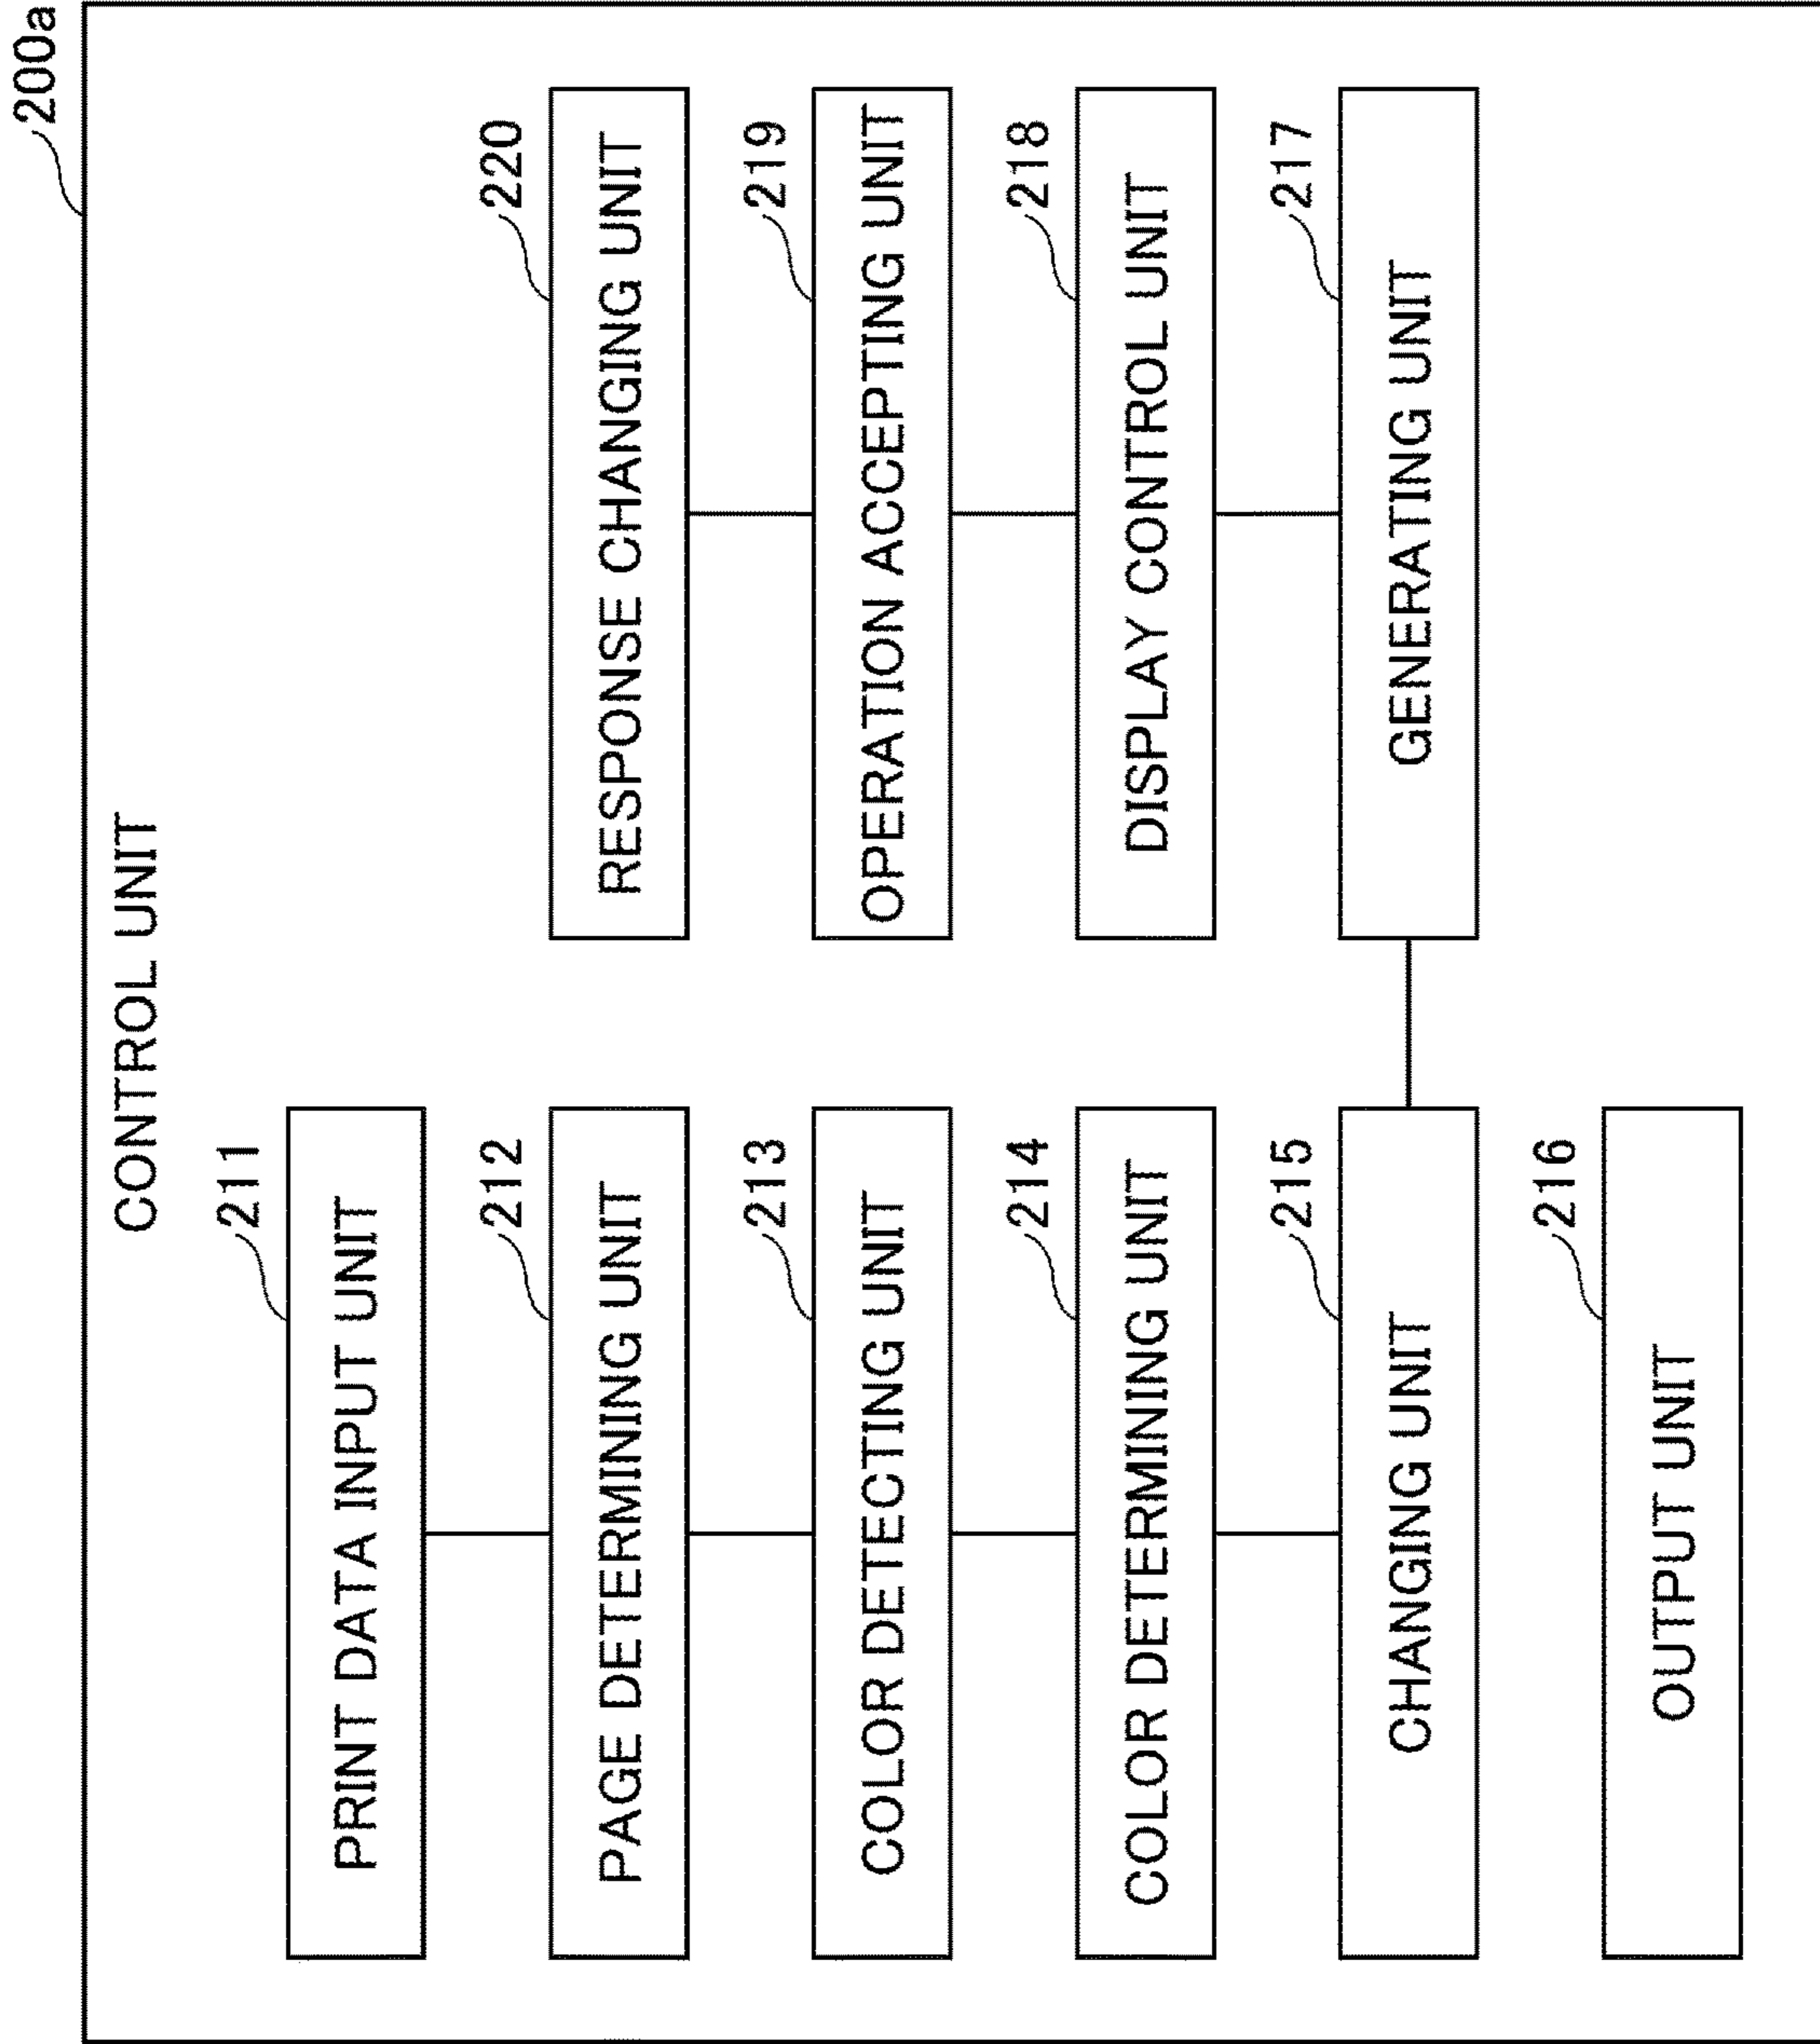 200a
CONTROL UNIT
211
PRINT DATA INPUT UNIT
212
PAGE DETERMINING UNIT
213
COLOR DETECTING UNIT
214
COLOR DETERMINING UNIT
215
CHANGING UNIT
216
OUTPUT UNIT
220
RESPONSE CHANGING UNIT
219
OPERATION ACCEPTING UNIT
218
DISPLAY CONTROL UNIT
217
GENERATING UNIT